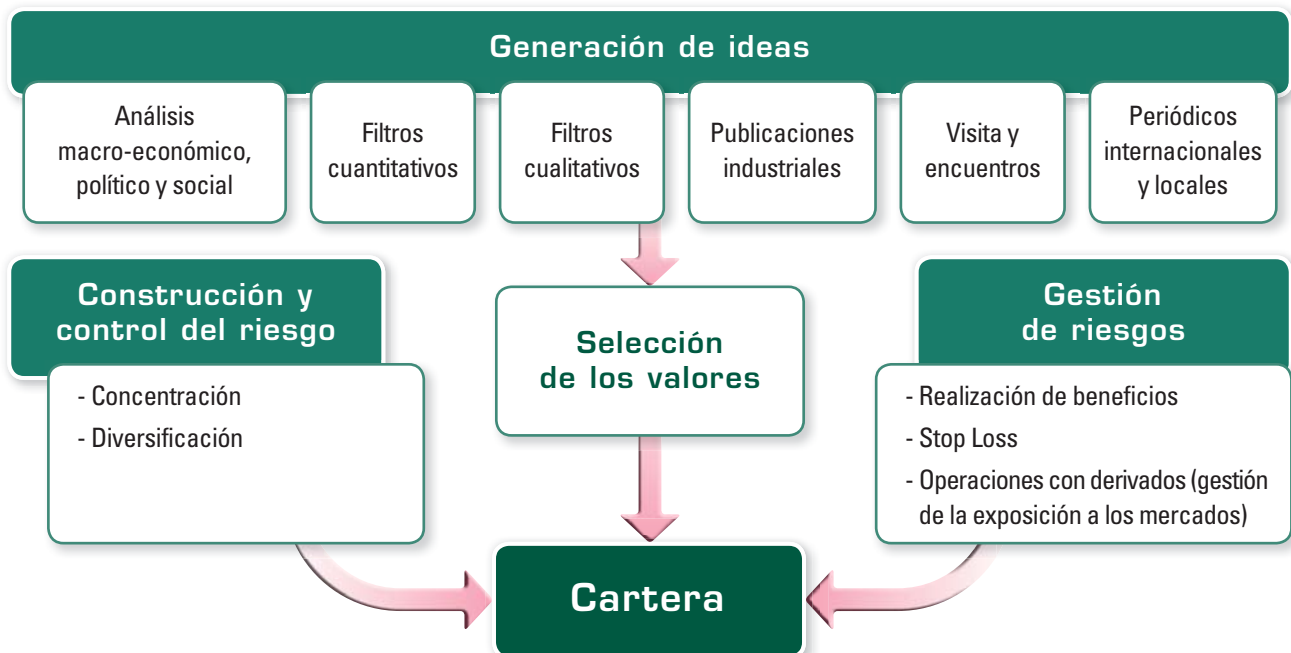 Generación de ideas
Análisis
macro-económico,
político y social
Filtros
cuantitativos
Filtros
cualitativos
Publicaciones
industriales
Visita y
encuentros
Periódicos
internacionales
y locales
Construcción y
control del riesgo
- Concentración
- Diversificación
Selección
de los valores
Gestión
de riesgos
- Realización de beneficios
- Stop Loss
- Operaciones con derivados (gestión
de la exposición a los mercados)
Cartera